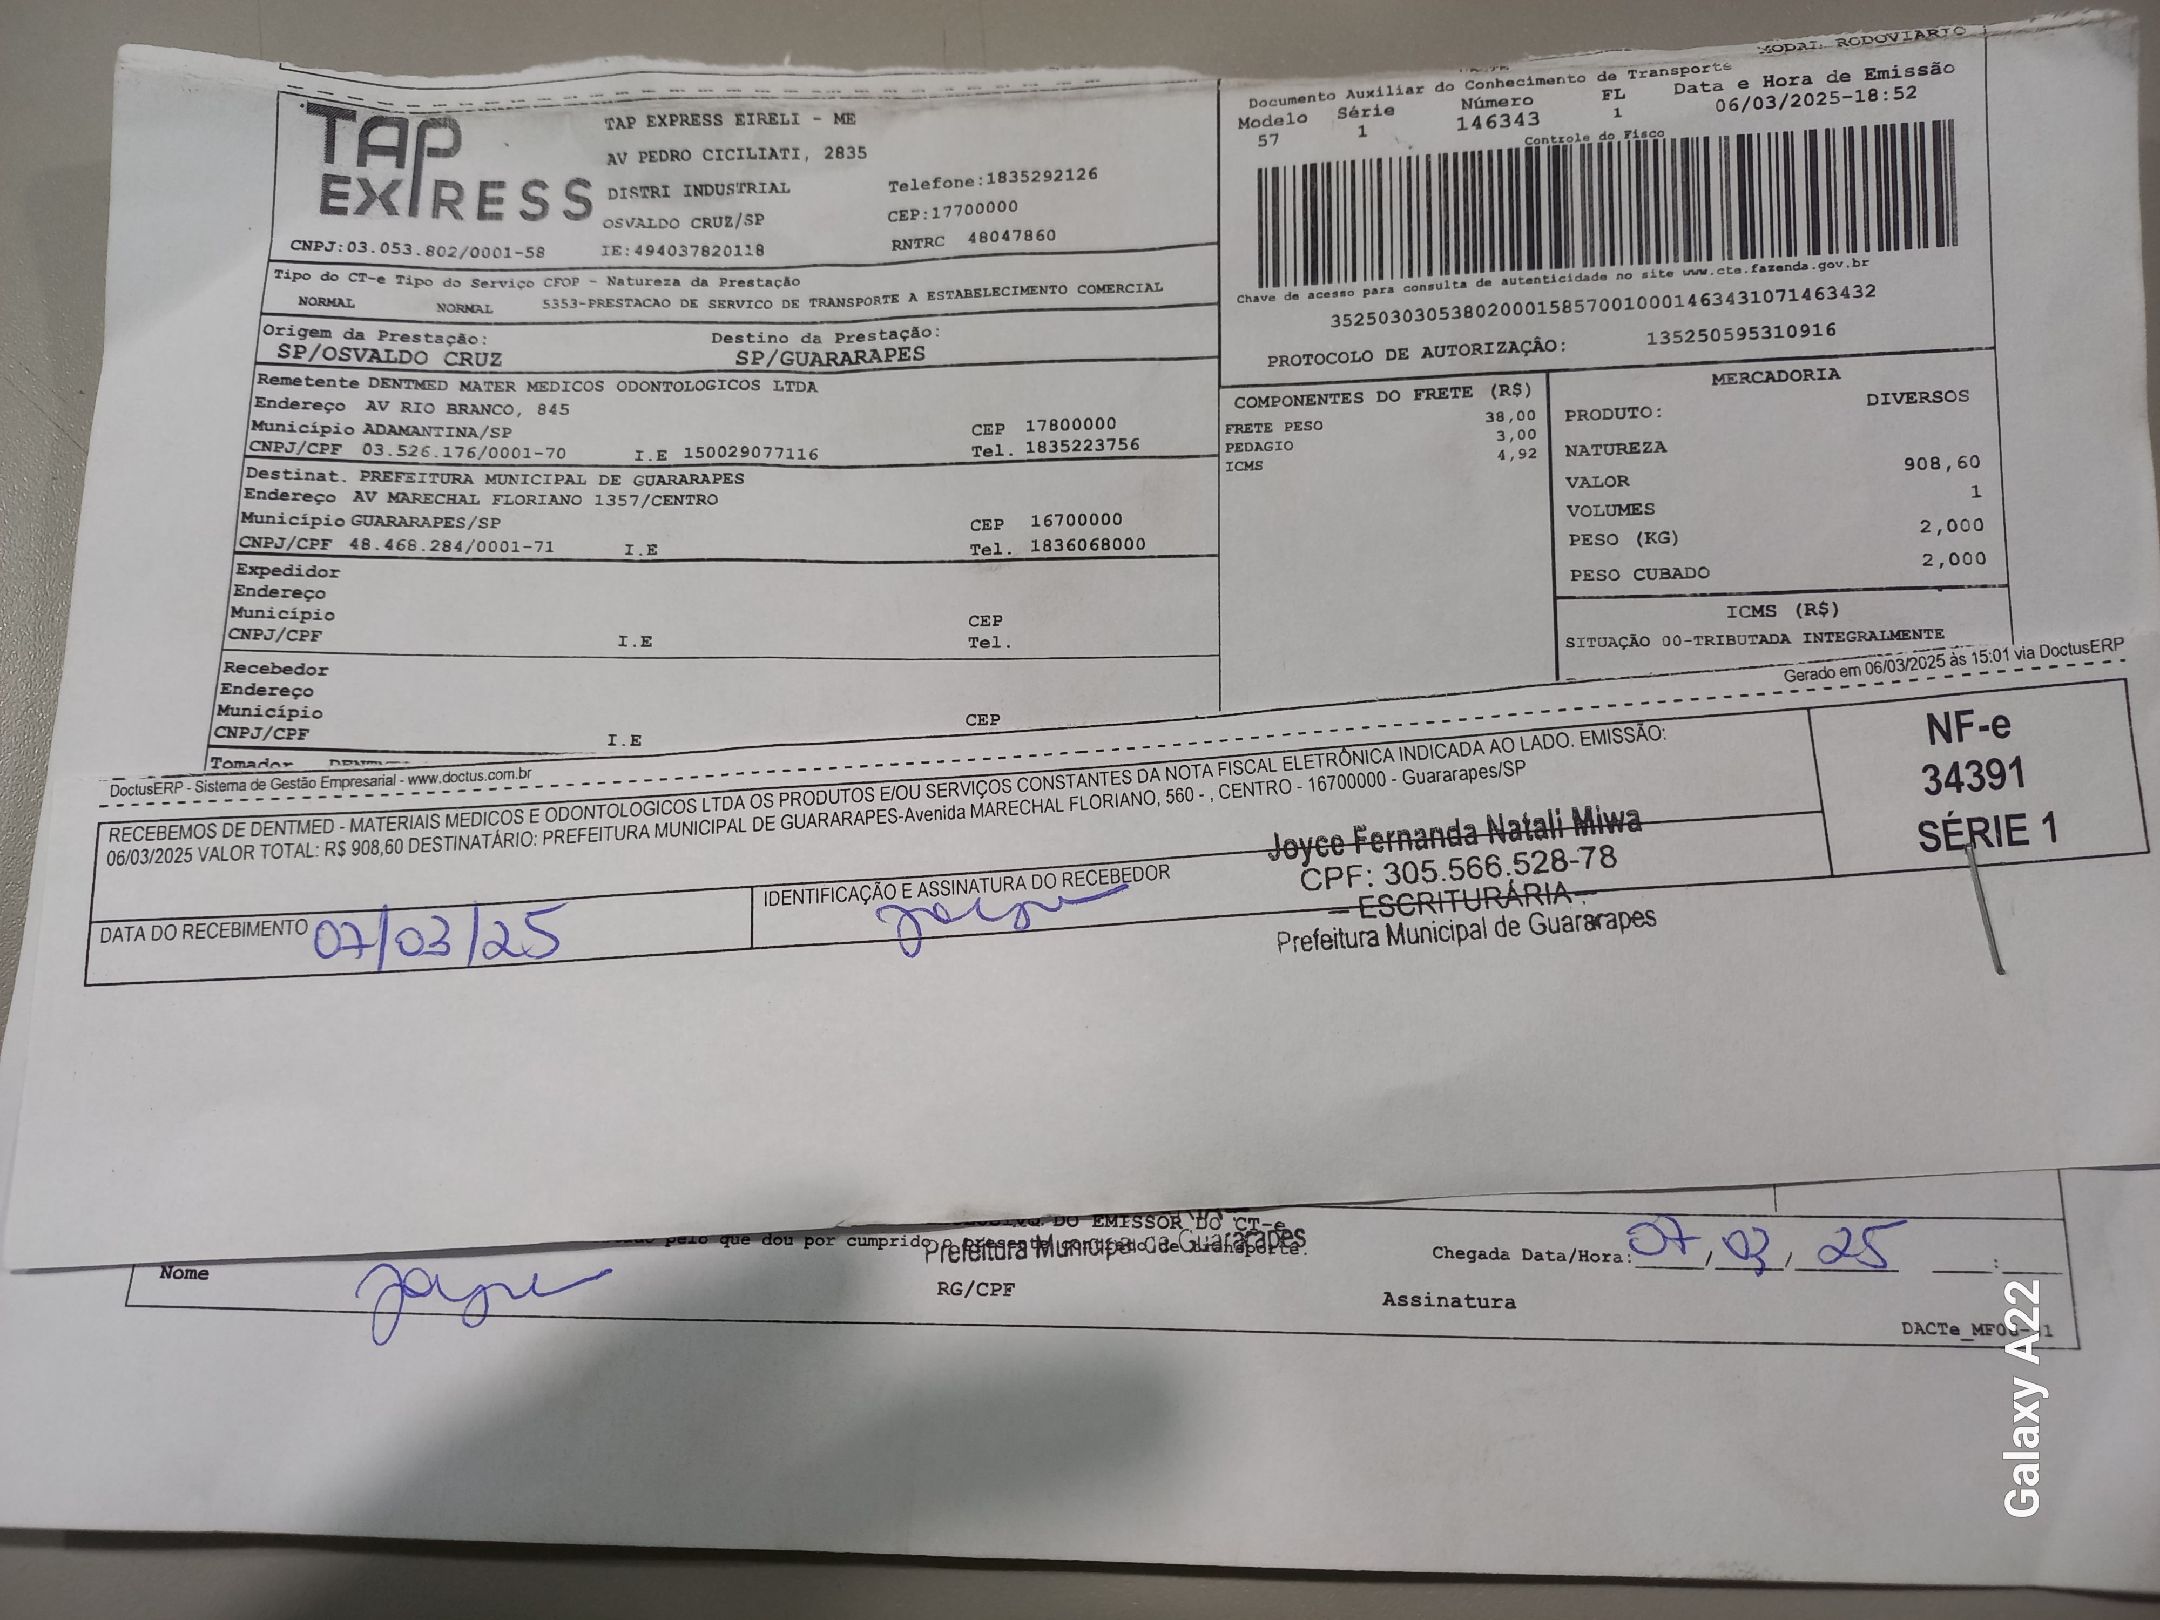 MODAL RODOVIARIO
TAP
EXPRESS
CNPJ:03.053.802/0001-58
TAP EXPRESS EIRELI - ME
AV PEDRO CICILIATI, 2835
DISTRI INDUSTRIAL
OSVALDO CRUZ/SP
IE:494037820118
Telefone:1835292126
CEP:17700000
RNTRC 48047860
Documento Auxiliar do Conhecimento de Transporte
Modelo Série Número FL Data e Hora de Emissão
57 1 146343 1 06/03/2025-18:52
Controle do Fisco
Chave de acesso para consulta de autenticidade no site www.cte.fazenda.gov.br
35250303053802000158570010001463431071463432
PROTOCOLO DE AUTORIZAÇÃO: 135250595310916
Tipo do CT-e Tipo do Serviço CFOP - Natureza da Prestação
NORMAL NORMAL 5353-PRESTACAO DE SERVICO DE TRANSPORTE A ESTABELECIMENTO COMERCIAL
Origem da Prestação: Destino da Prestação:
SP/OSVALDO CRUZ SP/GUARARAPES
Remetente DENTMED MATER MEDICOS ODONTOLOGICOS LTDA
Endereço AV RIO BRANCO, 845
Município ADAMANTINA/SP CEP 17800000
CNPJ/CPF 03.526.176/0001-70 I.E 150029077116 Tel. 1835223756
Destinat. PREFEITURA MUNICIPAL DE GUARARAPES
Endereço AV MARECHAL FLORIANO 1357/CENTRO
Município GUARARAPES/SP CEP 16700000
CNPJ/CPF 48.468.284/0001-71 I.E Tel. 1836068000
Expedidor
Endereço
Município CEP
CNPJ/CPF I.E Tel.
Recebedor
Endereço
Município CEP
CNPJ/CPF I.E
Tomador
COMPONENTES DO FRETE (R$)
FRETE PESO 38,00
PEDAGIO 3,00
ICMS 4,92
MERCADORIA
PRODUTO: DIVERSOS
NATUREZA
VALOR 908,60
VOLUMES 1
PESO (KG) 2,000
PESO CUBADO 2,000
ICMS (R$)
SITUAÇÃO 00-TRIBUTADA INTEGRALMENTE
Gerado em 06/03/2025 às 15:01 via DoctusERP
DoctusERP - Sistema de Gestão Empresarial - www.doctus.com.br
RECEBEMOS DE DENTMED - MATERIAIS MEDICOS E ODONTOLOGICOS LTDA OS PRODUTOS E/OU SERVIÇOS CONSTANTES DA NOTA FISCAL ELETRÔNICA INDICADA AO LADO. EMISSÃO:
06/03/2025 VALOR TOTAL: R$ 908,60 DESTINATÁRIO: PREFEITURA MUNICIPAL DE GUARARAPES-Avenida MARECHAL FLORIANO, 560 - , CENTRO - 16700000 - Guararapes/SP
NF-e
34391
SÉRIE 1
DATA DO RECEBIMENTO 07/03/25
IDENTIFICAÇÃO E ASSINATURA DO RECEBEDOR
Joyce Fernanda Natali Miwa
CPF: 305.566.528-78
- ESCRITURÁRIA -
Prefeitura Municipal de Guararapes
DO EMISSOR DO CT-e
pelo que dou por cumprido o presente contrato de transporte.
Prefeitura Municipal de Guararapes
Nome RG/CPF
Chegada Data/Hora: 07/03/25 :
Assinatura
Galaxy A22